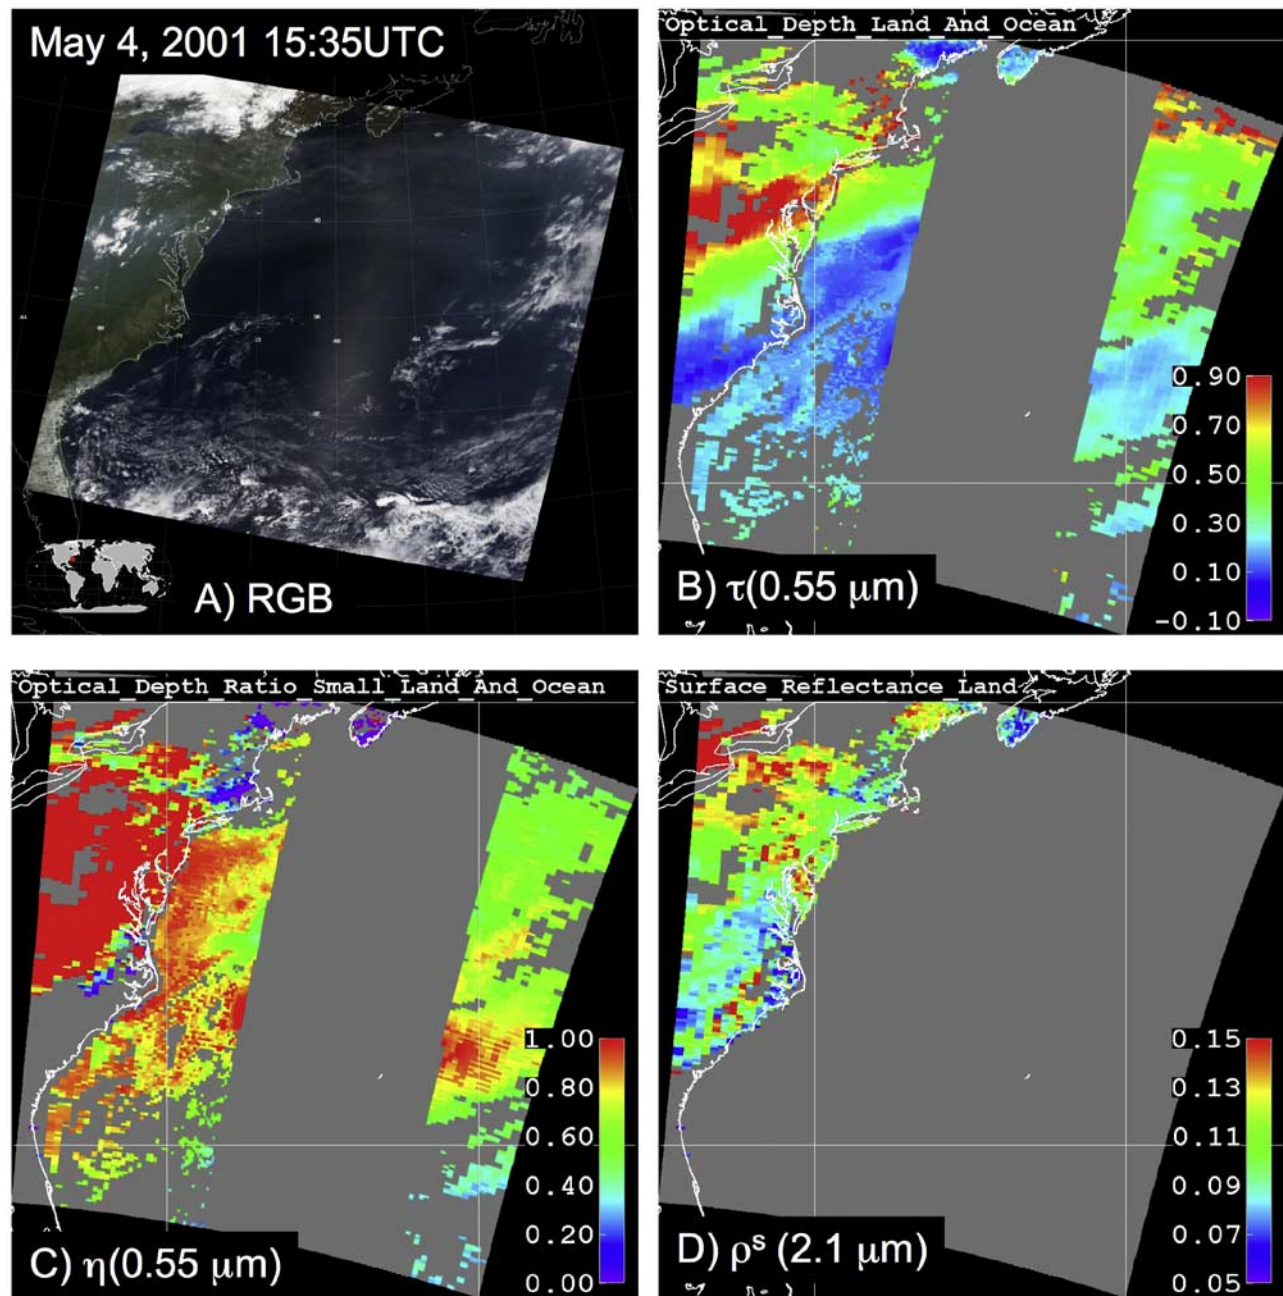 May 4, 2001 15:35UTC
A) RGB
Optical_Depth_Land_And_Ocean
0.90
0.70
0.50
0.30
0.10
-0.10
B) τ(0.55 μm)
Optical_Depth_Ratio_Small_Land_And_Ocean
1.00
0.80
0.60
0.40
0.20
0.00
C) η(0.55 μm)
Surface_Reflectance_Land
0.15
0.13
0.11
0.09
0.07
0.05
D) ρˢ (2.1 μm)